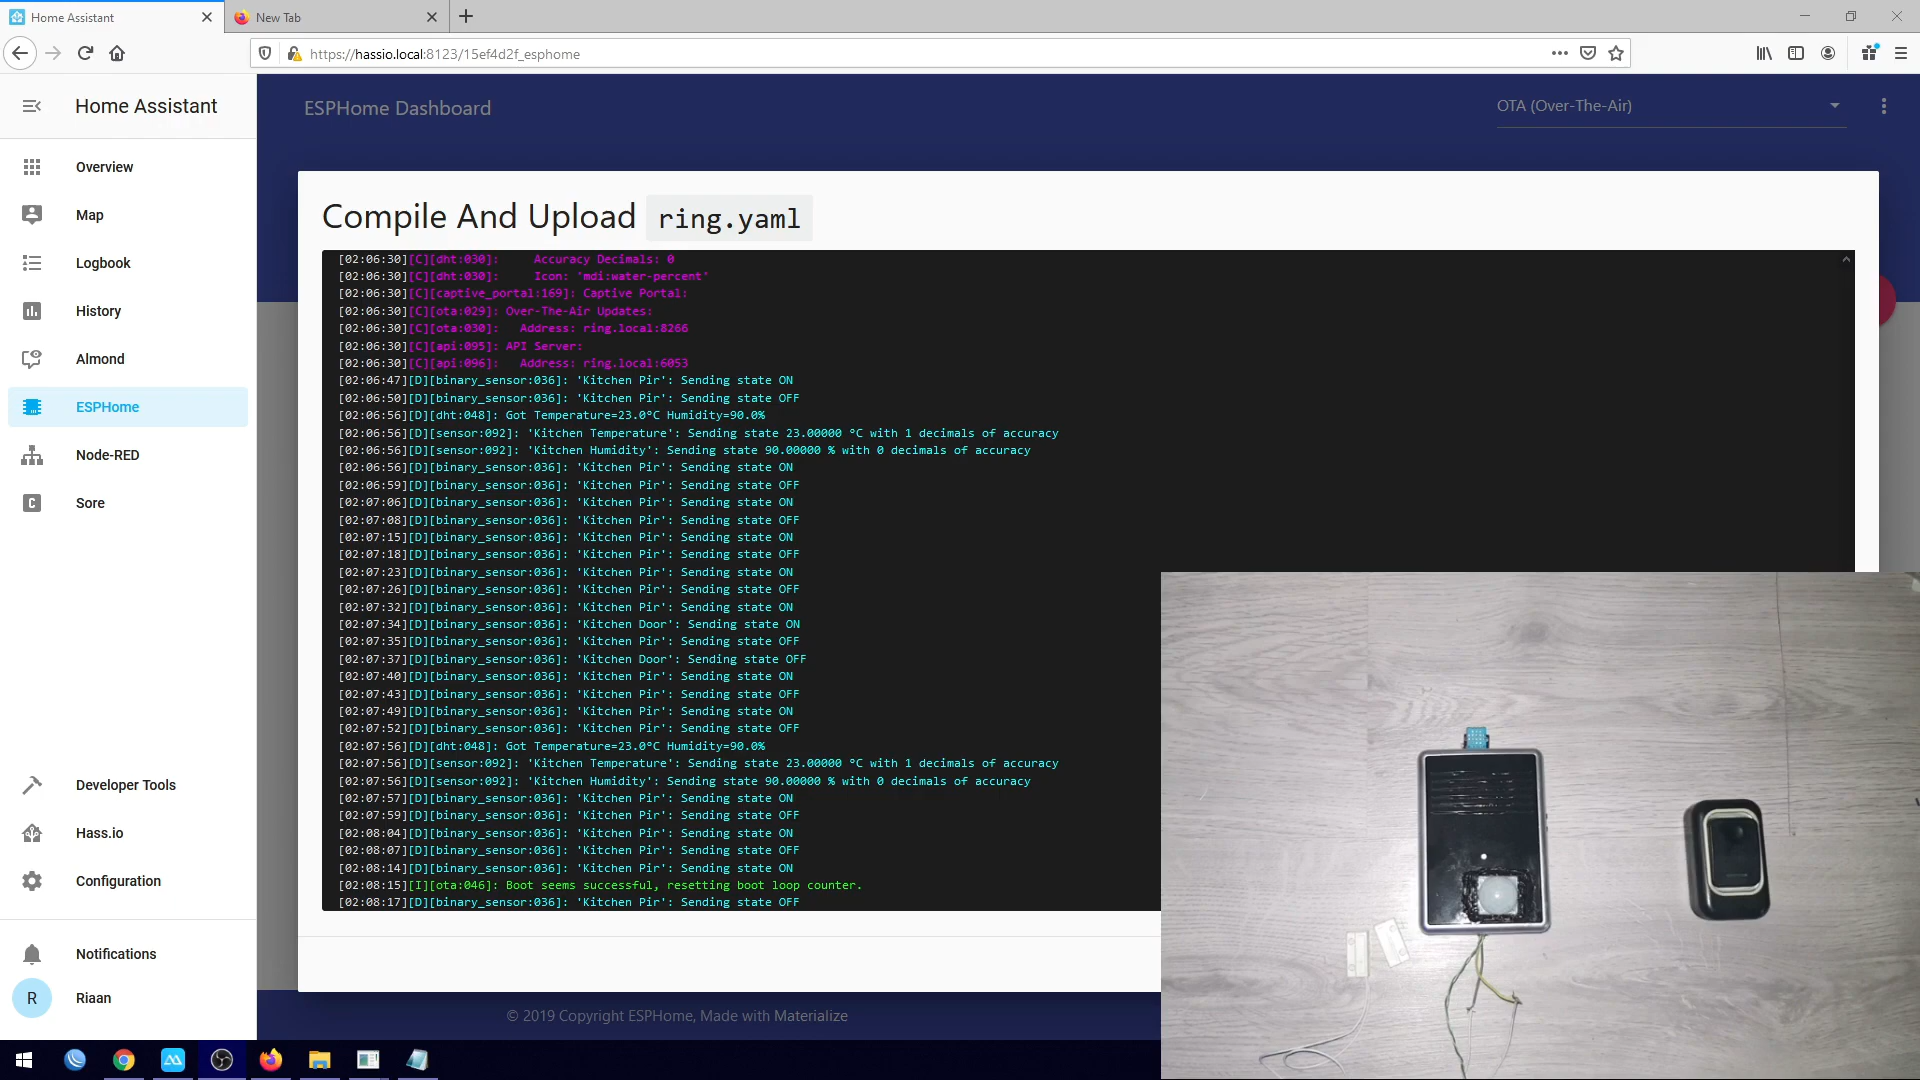 Home Assistant
New Tab
https://hassio.local:8123/15ef4d2f_esphome
Home Assistant
ESPHome Dashboard
OTA (Over-The-Air)
Overview
Map
Logbook
History
Almond
ESPHome
Node-RED
C Sore
Developer Tools
Hass.io
Configuration
Notifications
R Riaan
Compile And Upload ring.yaml
[02:06:30][C][dht:030]:     Accuracy Decimals: 0
[02:06:30][C][dht:030]:     Icon: 'mdi:water-percent'
[02:06:30][C][captive_portal:169]: Captive Portal:
[02:06:30][C][ota:029]: Over-The-Air Updates:
[02:06:30][C][ota:030]:   Address: ring.local:8266
[02:06:30][C][api:095]: API Server:
[02:06:30][C][api:096]:   Address: ring.local:6053
[02:06:47][D][binary_sensor:036]: 'Kitchen Pir': Sending state ON
[02:06:50][D][binary_sensor:036]: 'Kitchen Pir': Sending state OFF
[02:06:56][D][dht:048]: Got Temperature=23.0°C Humidity=90.0%
[02:06:56][D][sensor:092]: 'Kitchen Temperature': Sending state 23.00000 °C with 1 decimals of accuracy
[02:06:56][D][sensor:092]: 'Kitchen Humidity': Sending state 90.00000 % with 0 decimals of accuracy
[02:06:56][D][binary_sensor:036]: 'Kitchen Pir': Sending state ON
[02:06:59][D][binary_sensor:036]: 'Kitchen Pir': Sending state OFF
[02:07:06][D][binary_sensor:036]: 'Kitchen Pir': Sending state ON
[02:07:08][D][binary_sensor:036]: 'Kitchen Pir': Sending state OFF
[02:07:15][D][binary_sensor:036]: 'Kitchen Pir': Sending state ON
[02:07:18][D][binary_sensor:036]: 'Kitchen Pir': Sending state OFF
[02:07:23][D][binary_sensor:036]: 'Kitchen Pir': Sending state ON
[02:07:26][D][binary_sensor:036]: 'Kitchen Pir': Sending state OFF
[02:07:32][D][binary_sensor:036]: 'Kitchen Pir': Sending state ON
[02:07:34][D][binary_sensor:036]: 'Kitchen Door': Sending state ON
[02:07:35][D][binary_sensor:036]: 'Kitchen Pir': Sending state OFF
[02:07:37][D][binary_sensor:036]: 'Kitchen Door': Sending state OFF
[02:07:40][D][binary_sensor:036]: 'Kitchen Pir': Sending state ON
[02:07:43][D][binary_sensor:036]: 'Kitchen Pir': Sending state OFF
[02:07:49][D][binary_sensor:036]: 'Kitchen Pir': Sending state ON
[02:07:52][D][binary_sensor:036]: 'Kitchen Pir': Sending state OFF
[02:07:56][D][dht:048]: Got Temperature=23.0°C Humidity=90.0%
[02:07:56][D][sensor:092]: 'Kitchen Temperature': Sending state 23.00000 °C with 1 decimals of accuracy
[02:07:56][D][sensor:092]: 'Kitchen Humidity': Sending state 90.00000 % with 0 decimals of accuracy
[02:07:57][D][binary_sensor:036]: 'Kitchen Pir': Sending state ON
[02:07:59][D][binary_sensor:036]: 'Kitchen Pir': Sending state OFF
[02:08:04][D][binary_sensor:036]: 'Kitchen Pir': Sending state ON
[02:08:07][D][binary_sensor:036]: 'Kitchen Pir': Sending state OFF
[02:08:14][D][binary_sensor:036]: 'Kitchen Pir': Sending state ON
[02:08:15][I][ota:046]: Boot seems successful, resetting boot loop counter.
[02:08:17][D][binary_sensor:036]: 'Kitchen Pir': Sending state OFF
© 2019 Copyright ESPHome, Made with Materialize